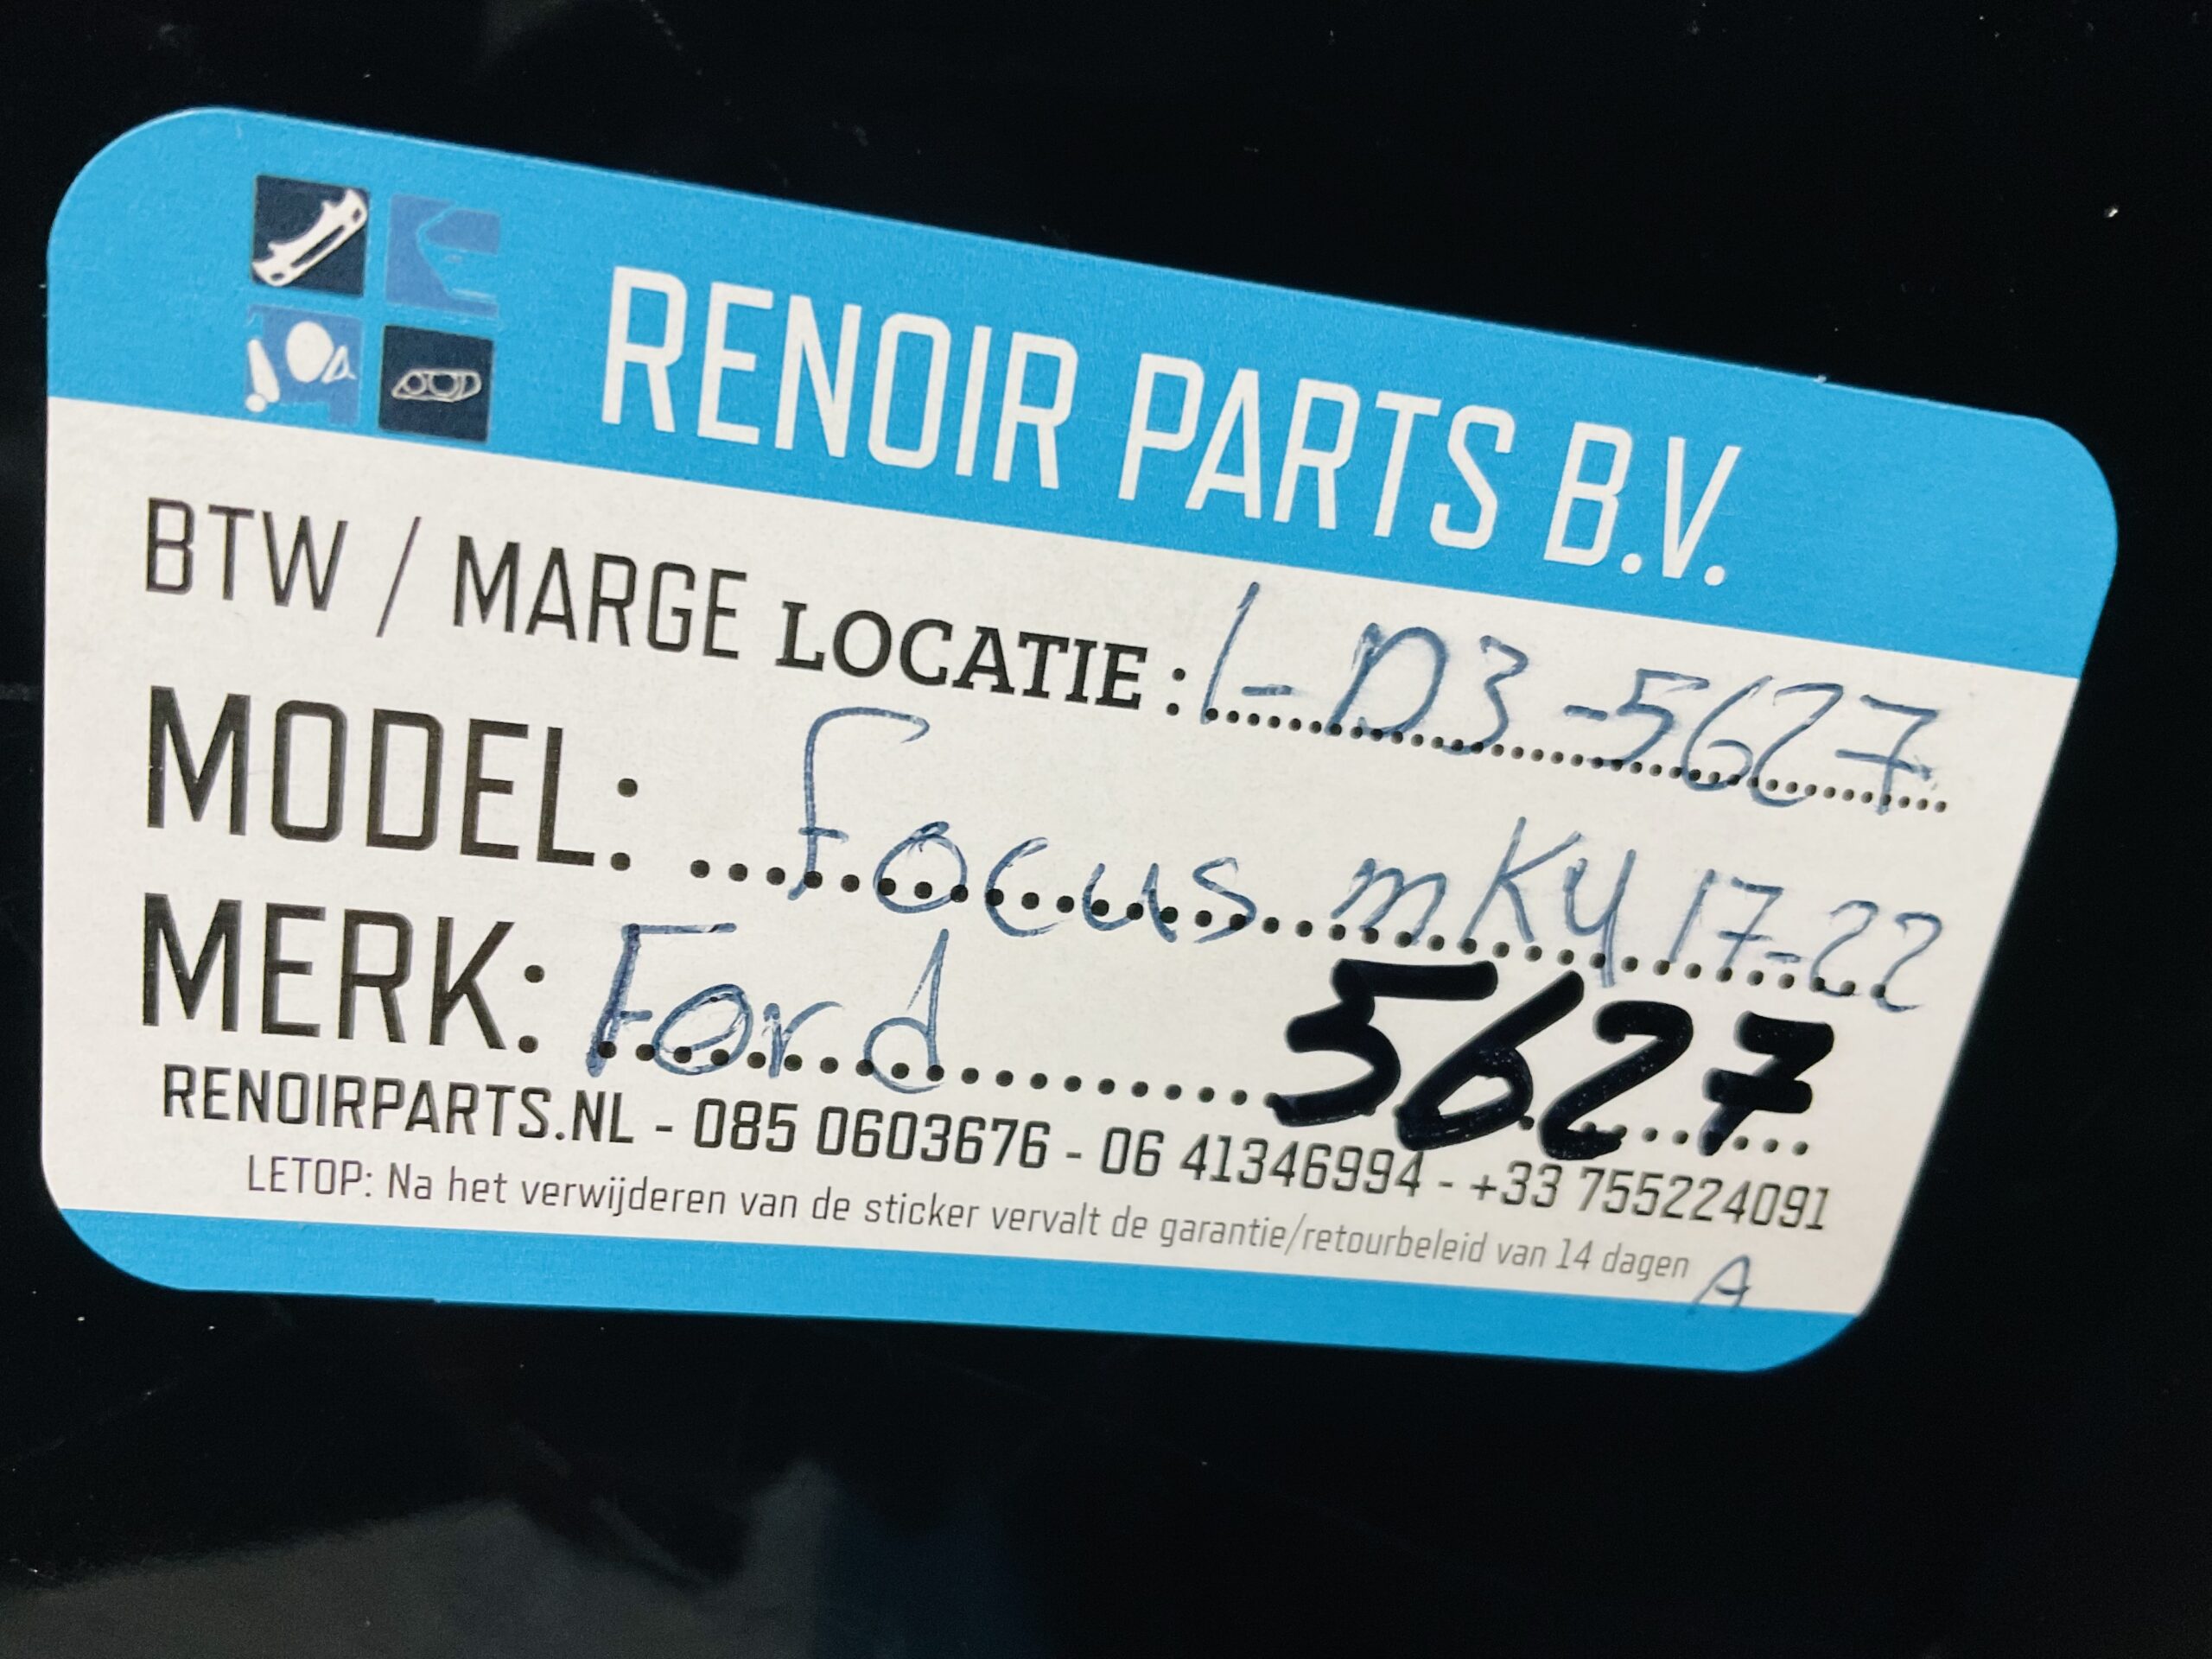 RENOIR PARTS B.V.
BTW / MARGE LOCATIE : 1-D3-5627
MODEL: Focus mK4 17-22
MERK: Ford 5627
RENOIRPARTS.NL - 085 0603676 - 06 41346994 - +33 755224091
LETOP: Na het verwijderen van de sticker vervalt de garantie/retourbeleid van 14 dagen
A